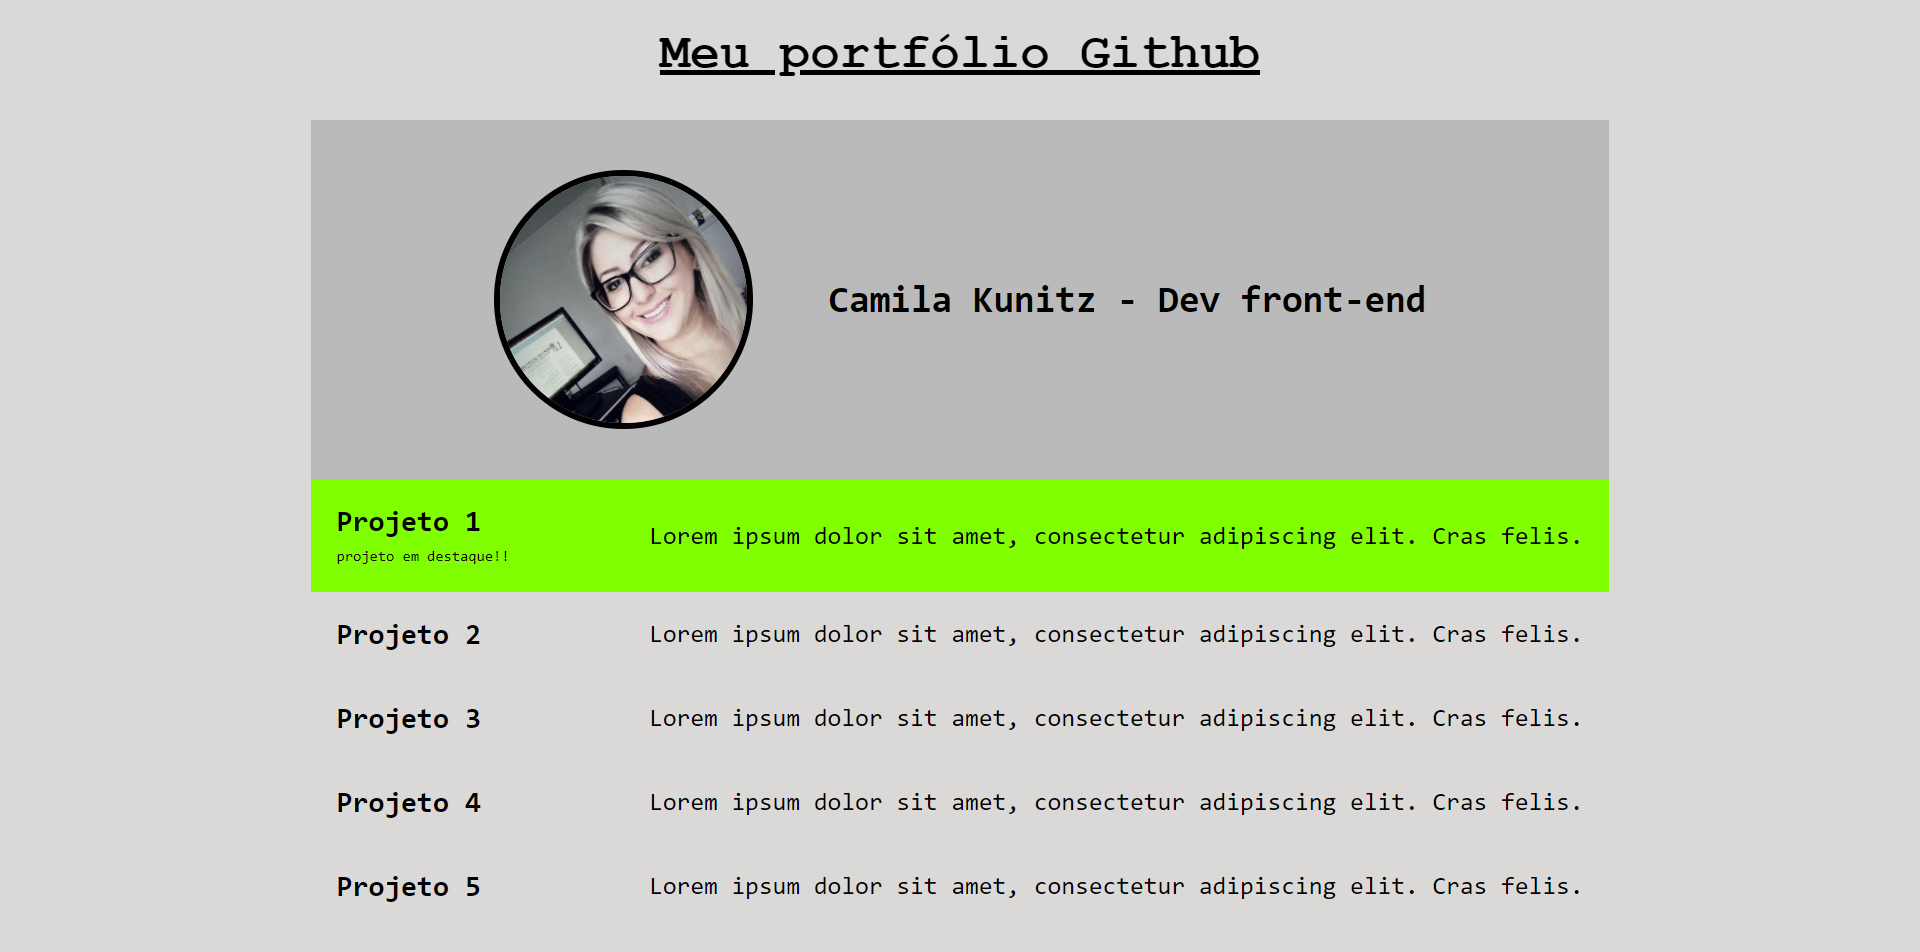 Meu portfólio Github
Camila Kunitz - Dev front-end
Projeto 1
projeto em destaque!!
Lorem ipsum dolor sit amet, consectetur adipiscing elit. Cras felis.
Projeto 2
Lorem ipsum dolor sit amet, consectetur adipiscing elit. Cras felis.
Projeto 3
Lorem ipsum dolor sit amet, consectetur adipiscing elit. Cras felis.
Projeto 4
Lorem ipsum dolor sit amet, consectetur adipiscing elit. Cras felis.
Projeto 5
Lorem ipsum dolor sit amet, consectetur adipiscing elit. Cras felis.